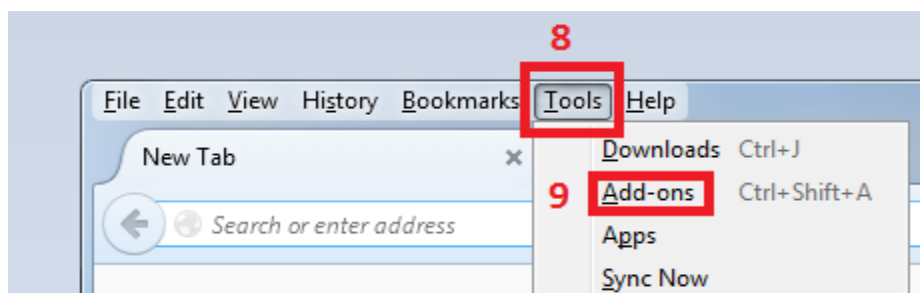 8
File Edit View History Bookmarks Tools Help
New Tab
Downloads Ctrl+J
9 Add-ons Ctrl+Shift+A
Search or enter address
Apps
Sync Now